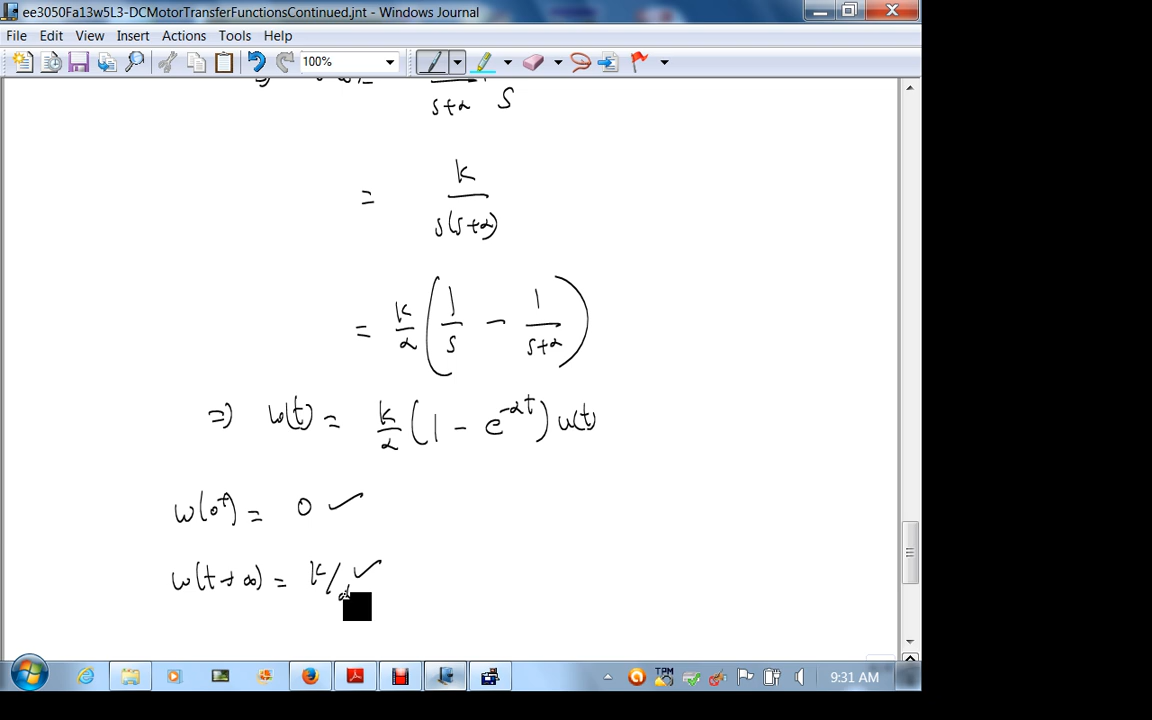 ee3050Fa13w5L3-DCMotorTransferFunctionsContinued.jnt - Windows Journal
File Edit View Insert Actions Tools Help
100%
s+α S
= k
s(s+α)
= k/α (1/s - 1/(s+α))
=> ω(t) = k/α (1 - e^-αt) u(t)
ω(0+) = 0 ✓
ω(t→∞) = k/α ✓
TPM
9:31 AM